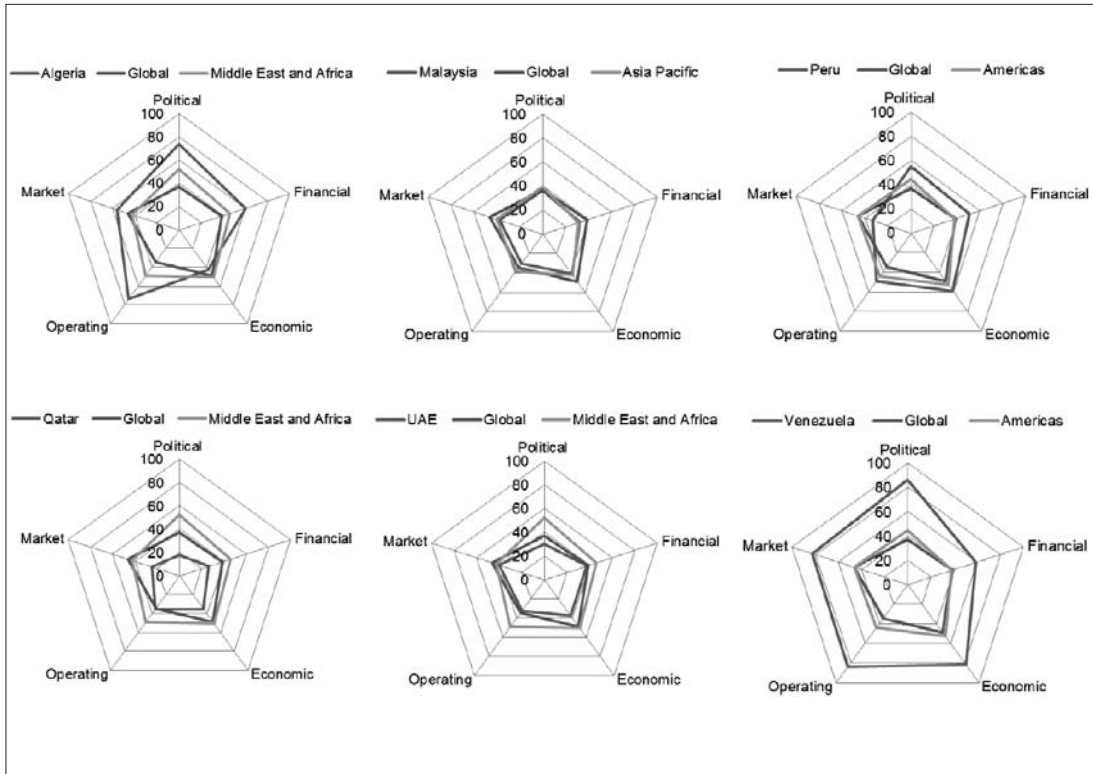 Algeria Global Middle East and Africa
Political
100
80
60
40
20
0
Market
Financial
Operating
Economic
Malaysia Global Asia Pacific
Political
100
80
60
40
20
0
Market
Financial
Operating
Economic
Peru Global Americas
Political
100
80
60
40
20
0
Market
Financial
Operating
Economic
Qatar Global Middle East and Africa
Political
100
80
60
40
20
0
Market
Financial
Operating
Economic
UAE Global Middle East and Africa
Political
100
80
60
40
20
0
Market
Financial
Operating
Economic
Venezuela Global Americas
Political
100
80
60
40
20
0
Market
Financial
Operating
Economic